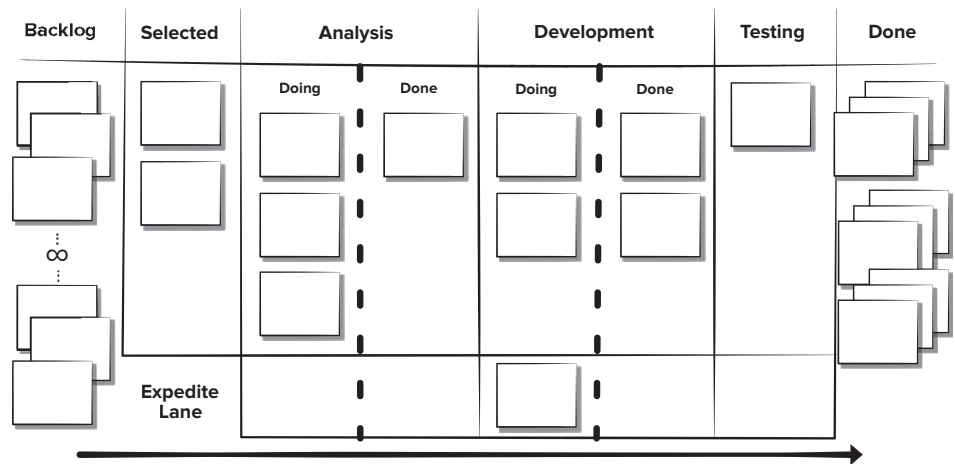 Backlog
Selected
Analysis
Development
Testing
Done
Doing
Done
Doing
Done
∞
Expedite
Lane